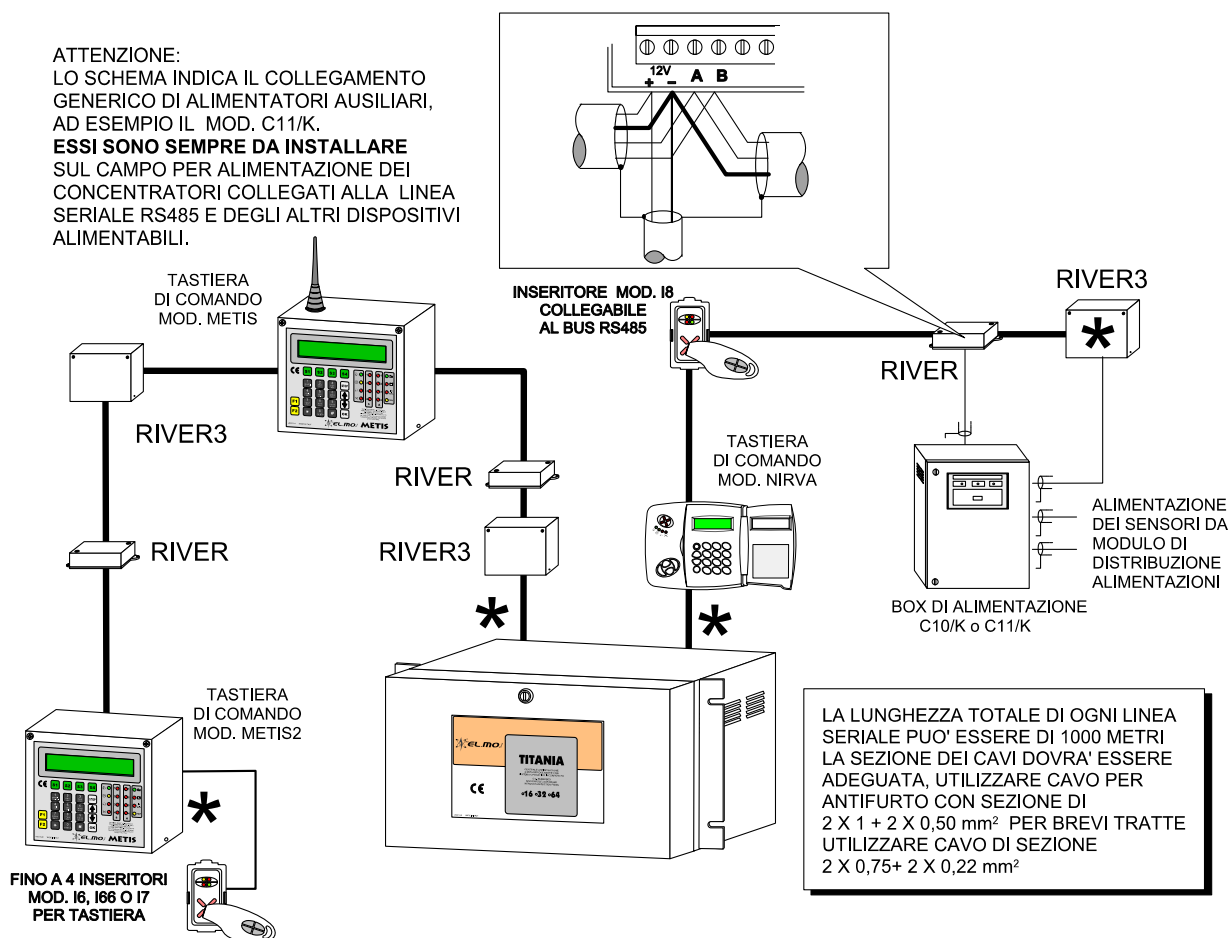 ATTENZIONE:
LO SCHEMA INDICA IL COLLEGAMENTO
GENERICO DI ALIMENTATORI AUSILIARI,
AD ESEMPIO IL MOD. C11/K.
ESSI SONO SEMPRE DA INSTALLARE
SUL CAMPO PER ALIMENTAZIONE DEI
CONCENTRATORI COLLEGATI ALLA LINEA
SERIALE RS485 E DEGLI ALTRI DISPOSITIVI
ALIMENTABILI.
12V
+ – A B
TASTIERA
DI COMANDO
MOD. METIS
INSERITORE MOD. I8
COLLEGABILE
AL BUS RS485
RIVER3
*
RIVER
RIVER3
EL.MO. METIS
RIVER
RIVER3
*
TASTIERA
DI COMANDO
MOD. NIRVA
*
ALIMENTAZIONE
DEI SENSORI DA
MODULO DI
DISTRIBUZIONE
ALIMENTAZIONI
BOX DI ALIMENTAZIONE
C10/K o C11/K
RIVER
TASTIERA
DI COMANDO
MOD. METIS2
EL.MO. METIS
*
FINO A 4 INSERITORI
MOD. I6, I66 O I7
PER TASTIERA
EL.MO.
TITANIA
16 32 64
CE
LA LUNGHEZZA TOTALE DI OGNI LINEA
SERIALE PUO' ESSERE DI 1000 METRI
LA SEZIONE DEI CAVI DOVRA' ESSERE
ADEGUATA, UTILIZZARE CAVO PER
ANTIFURTO CON SEZIONE DI
2 X 1 + 2 X 0,50 mm² PER BREVI TRATTE
UTILIZZARE CAVO DI SEZIONE
2 X 0,75+ 2 X 0,22 mm²